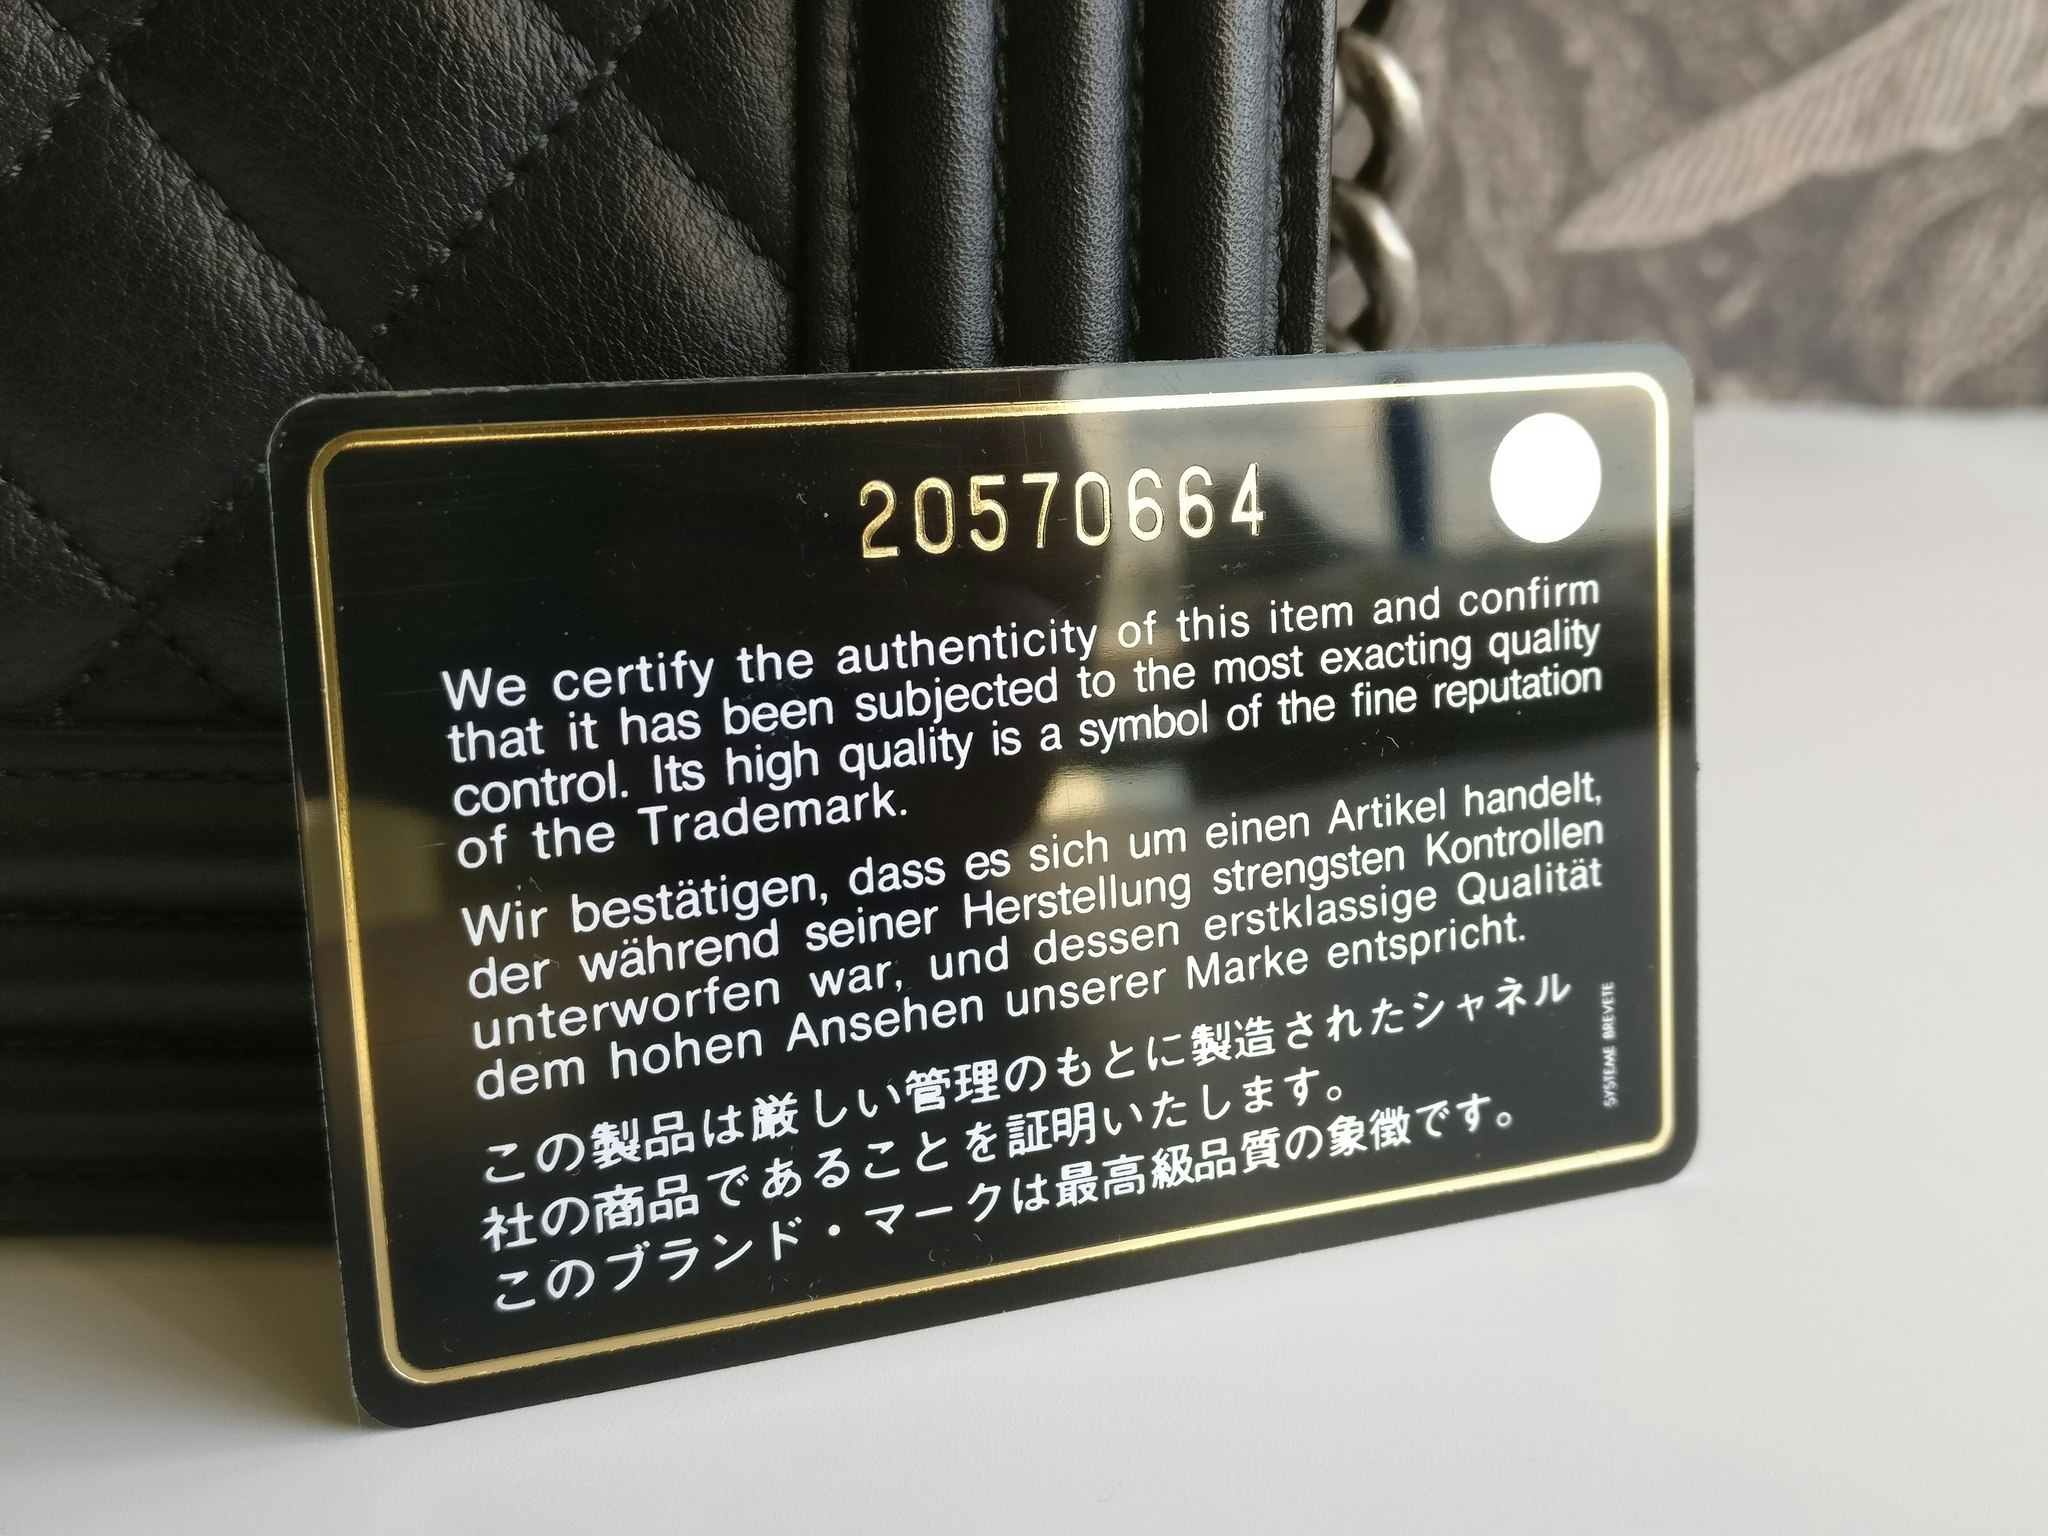 20570664
We certify the authenticity of this item and confirm
that it has been subjected to the most exacting quality
control. Its high quality is a symbol of the fine reputation
of the Trademark.
Wir bestätigen, dass es sich um einen Artikel handelt,
der während seiner Herstellung strengsten Kontrollen
unterworfen war, und dessen erstklassige Qualität
dem hohen Ansehen unserer Marke entspricht.
この製品は厳しい管理のもとに製造されたシャネル
社の商品であることを証明いたします。
このブランド・マークは最高級品質の象徴です。
SYSTEME BREVETE